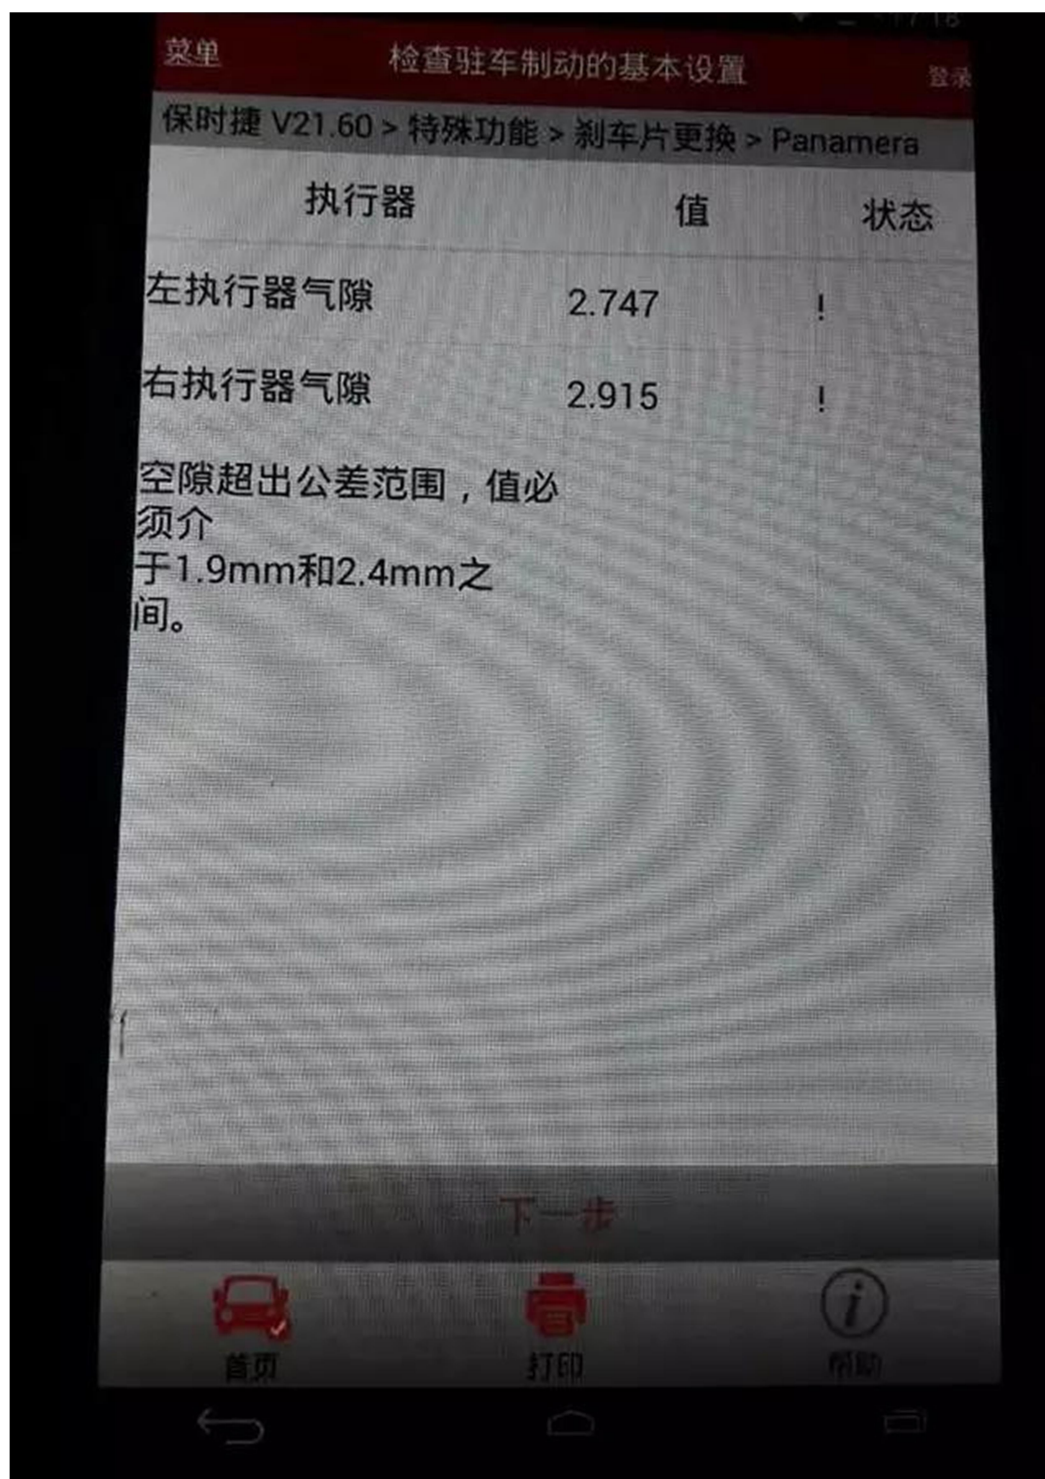 17:18
菜单 检查驻车制动的基本设置 登录
保时捷 V21.60 > 特殊功能 > 刹车片更换 > Panamera
执行器 值 状态
左执行器气隙 2.747 !
右执行器气隙 2.915 !
空隙超出公差范围，值必
须介
于1.9mm和2.4mm之
间。
下一步
首页 打印 帮助